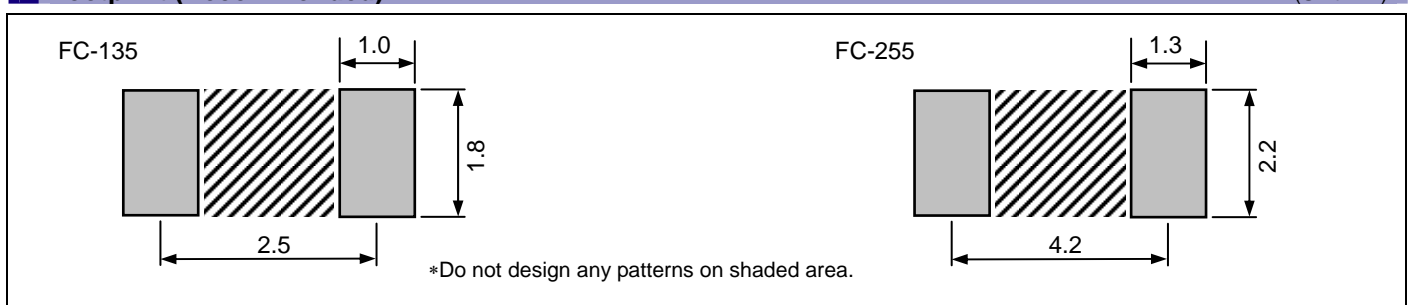 FC-135
1.0
1.8
2.5
FC-255
1.3
2.2
4.2
*Do not design any patterns on shaded area.